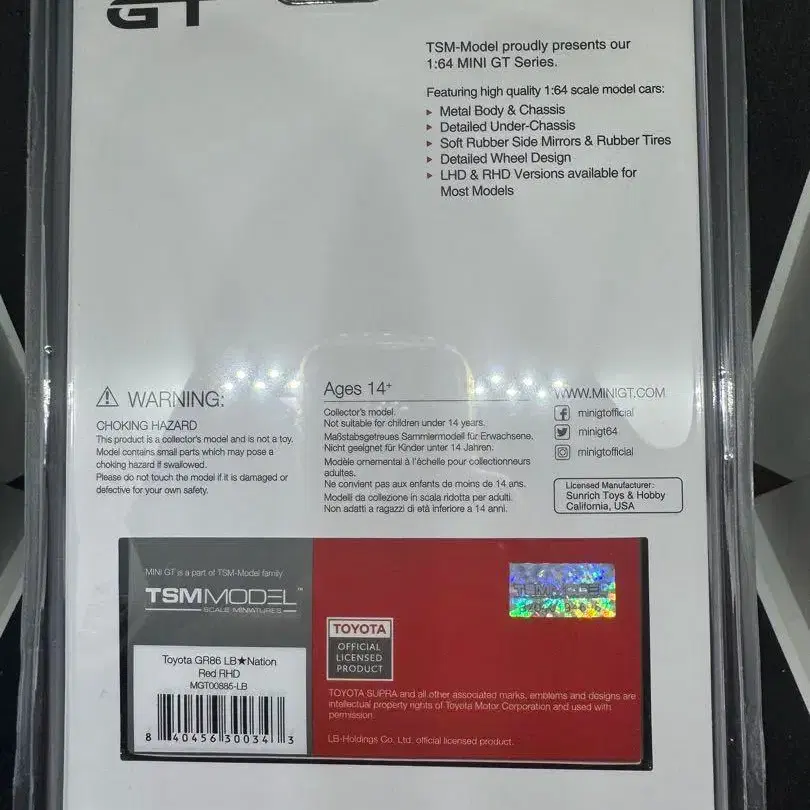 GT
TSM-Model proudly presents our
1:64 MINI GT Series.
Featuring high quality 1:64 scale model cars:
Metal Body & Chassis
Detailed Under-Chassis
Soft Rubber Side Mirrors & Rubber Tires
Detailed Wheel Design
LHD & RHD Versions available for
Most Models
WARNING:
CHOKING HAZARD
This product is a collector's model and is not a toy.
Model contains small parts which may pose a
choking hazard if swallowed.
Please do not touch the model if it is damaged or
defective for your own safety.
Ages 14+
Collector's model.
Not suitable for children under 14 years.
Maßstabsgetreues Sammlermodell für Erwachsene.
Nicht geeignet für Kinder unter 14 Jahren.
Modèle ornemental à l'échelle pour collectionneurs
adultes.
Ne convient pas aux enfants de moins de 14 ans.
Modelli da collezione in scala ridotta per adulti.
Non adatti a ragazzi di età inferiore a 14 anni.
WWW.MINIGT.COM
minigtofficial
minigt64
minigtofficial
Licensed Manufacturer:
Sunrich Toys & Hobby
California, USA
MINI GT is a part of TSM-Model family
TSMMODEL™
SCALE MINIATURES
Toyota GR86 LB★Nation
Red RHD
MGT00885-LB
8 40456 30034 3
TSMMODEL
TOYOTA
OFFICIAL
LICENSED
PRODUCT
TOYOTA SUPRA and all other associated marks, emblems and designs are
intellectual property rights of Toyota Motor Corporation and used with
permission.
LB-Holdings Co. Ltd. official licensed product.